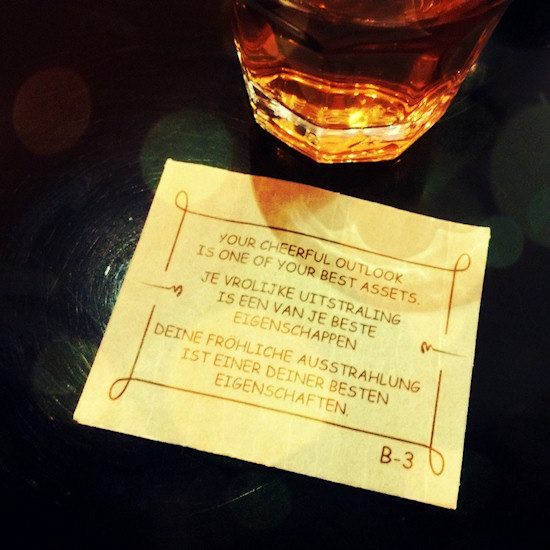 YOUR CHEERFUL OUTLOOK
IS ONE OF YOUR BEST ASSETS.
JE VROLIJKE UITSTRALING
IS EEN VAN JE BESTE
EIGENSCHAPPEN
DEINE FRÖHLICHE AUSSTRAHLUNG
IST EINER DEINER BESTEN
EIGENSCHAFTEN.
B-3